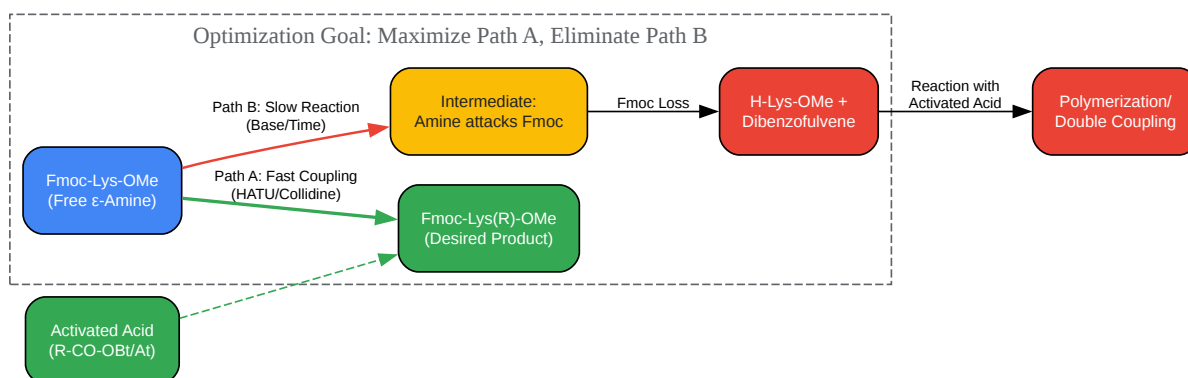 Optimization Goal: Maximize Path A, Eliminate Path B
Path B: Slow Reaction
(Base/Time)
Intermediate:
Amine attacks Fmoc
Fmoc Loss
H-Lys-OMe +
Dibenzofulvene
Reaction with
Activated Acid
Polymerization/
Double Coupling
Fmoc-Lys-OMe
(Free ε-Amine)
Path A: Fast Coupling
(HATU/Collidine)
Fmoc-Lys(R)-OMe
(Desired Product)
Activated Acid
(R-CO-OBt/At)